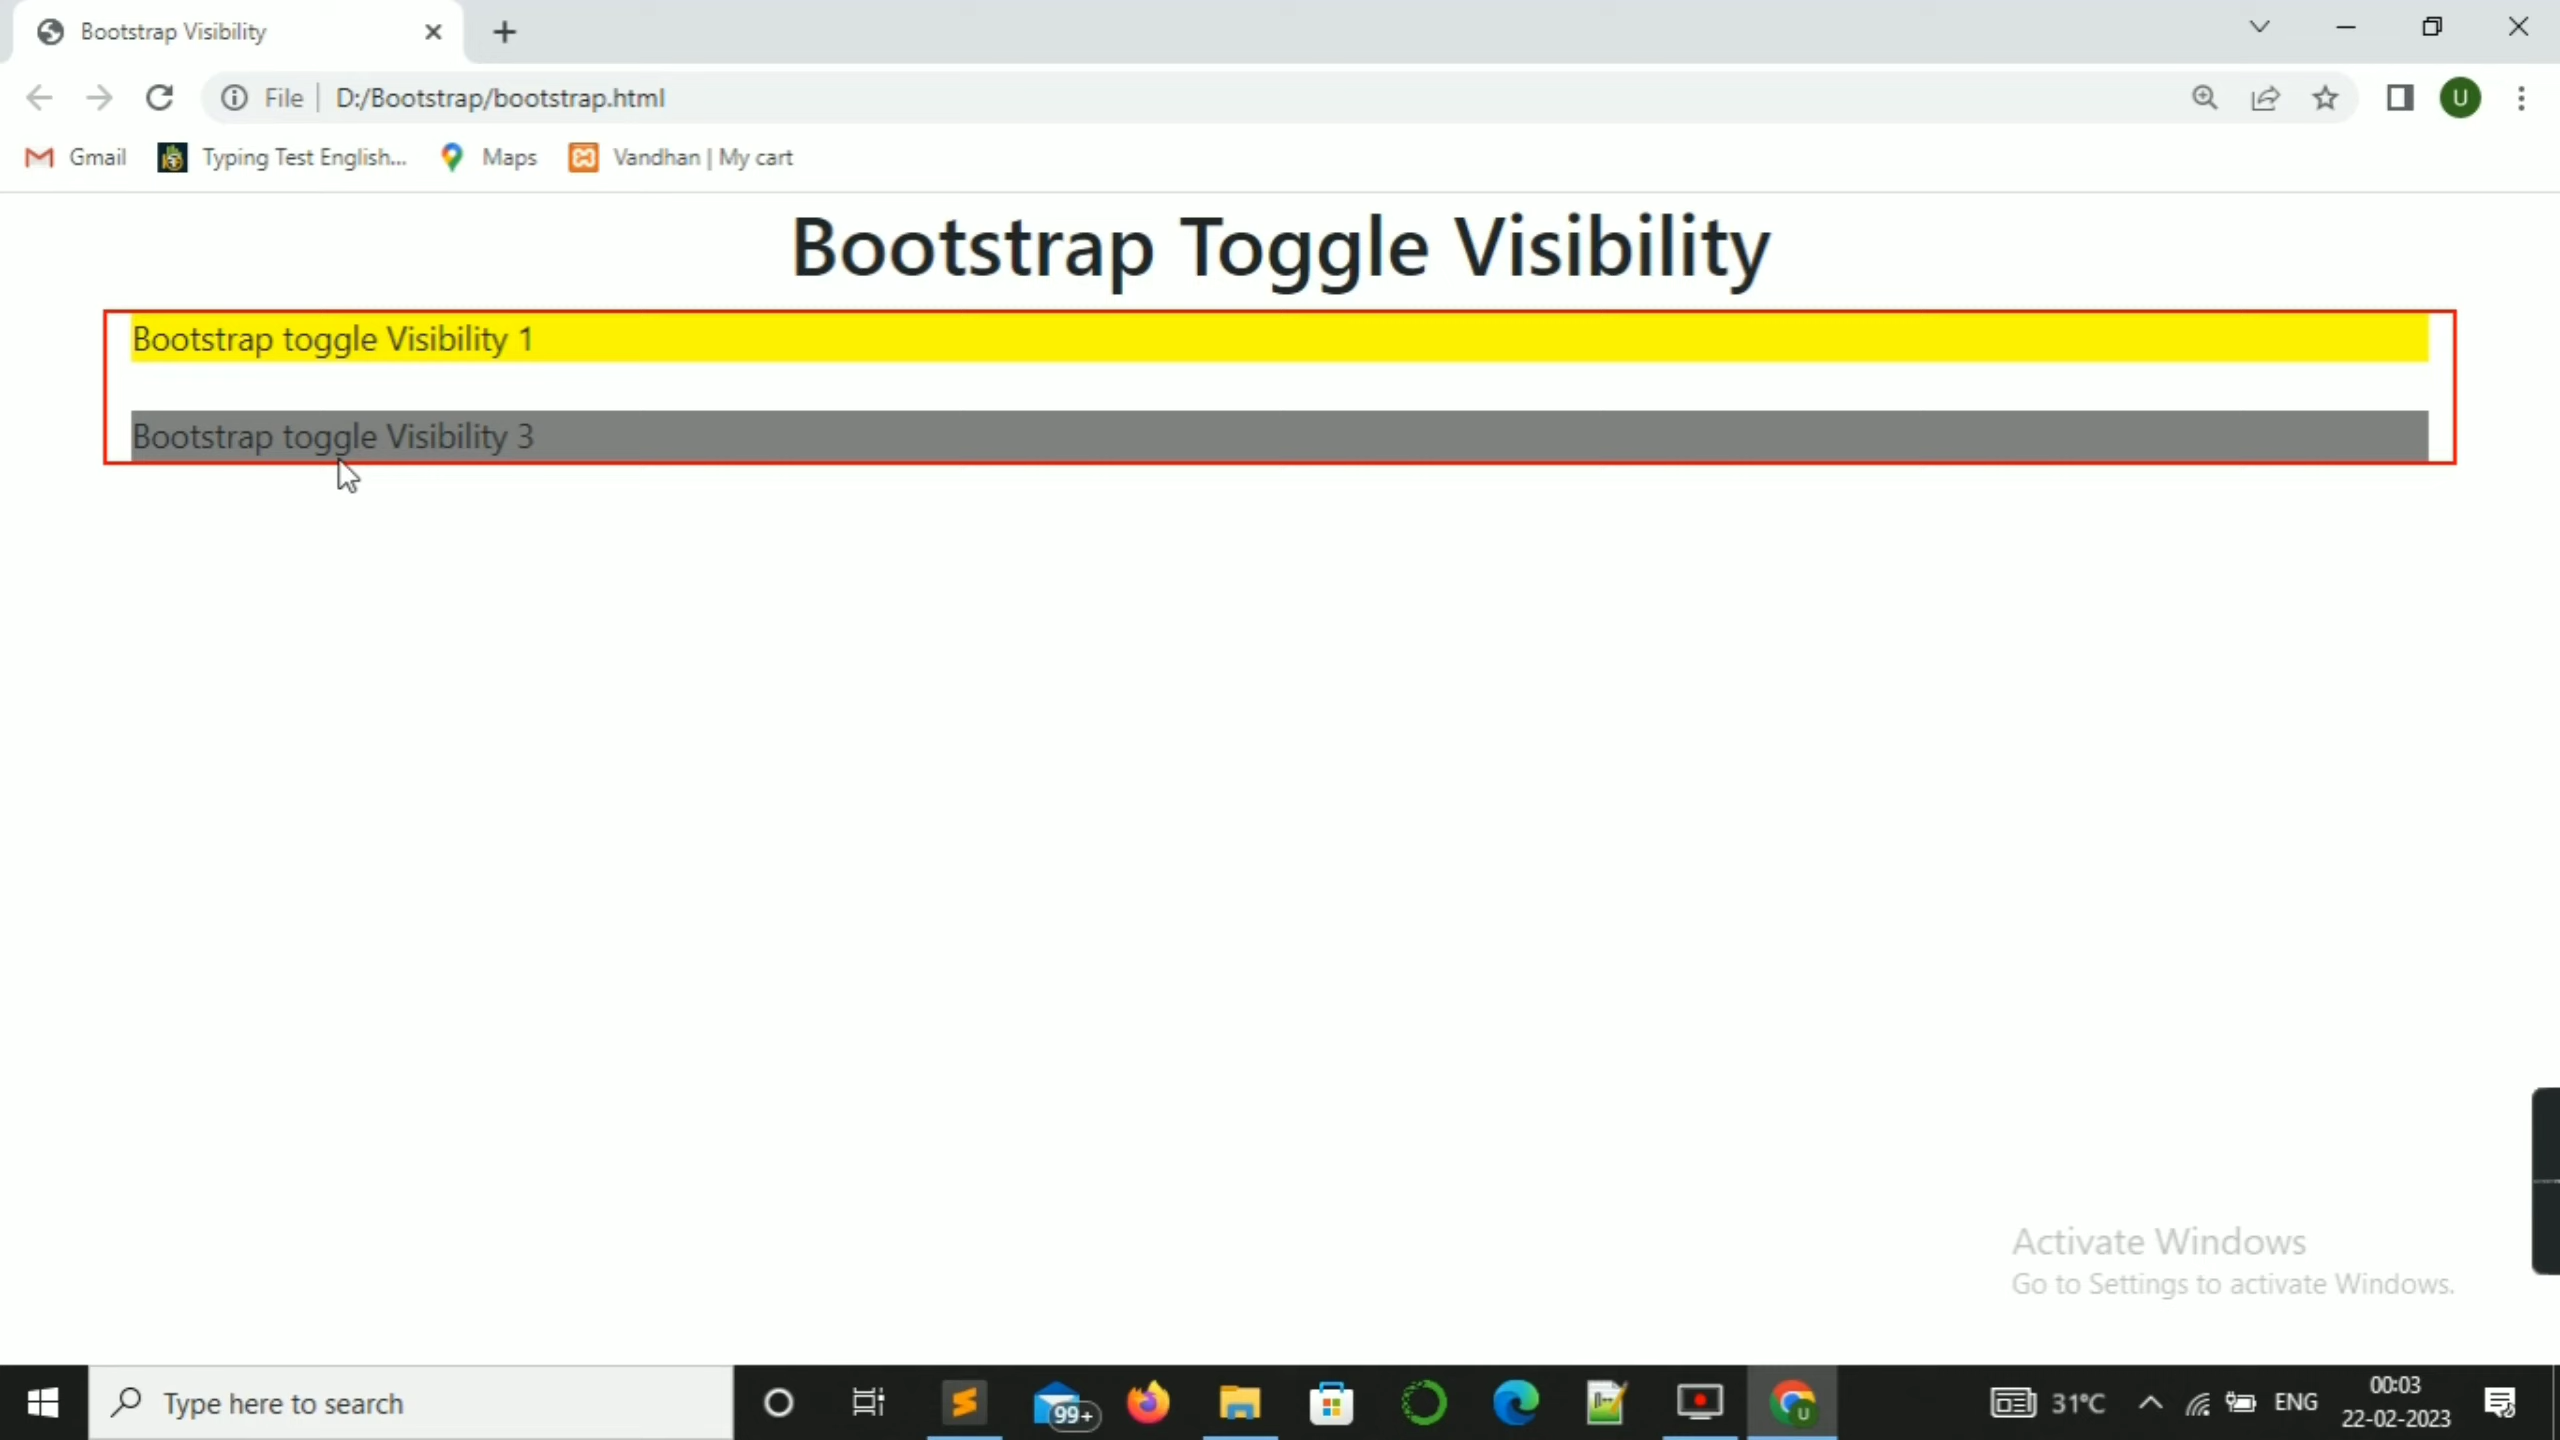 Bootstrap Visibility
File
D:/Bootstrap/bootstrap.html
U
Gmail
Typing Test English...
Maps
Vandhan | My cart
Bootstrap Toggle Visibility
Bootstrap toggle Visibility 1
Bootstrap toggle Visibility 3
Activate Windows
Go to Settings to activate Windows.
Type here to search
99+
U
31°C
ENG
00:03
22-02-2023